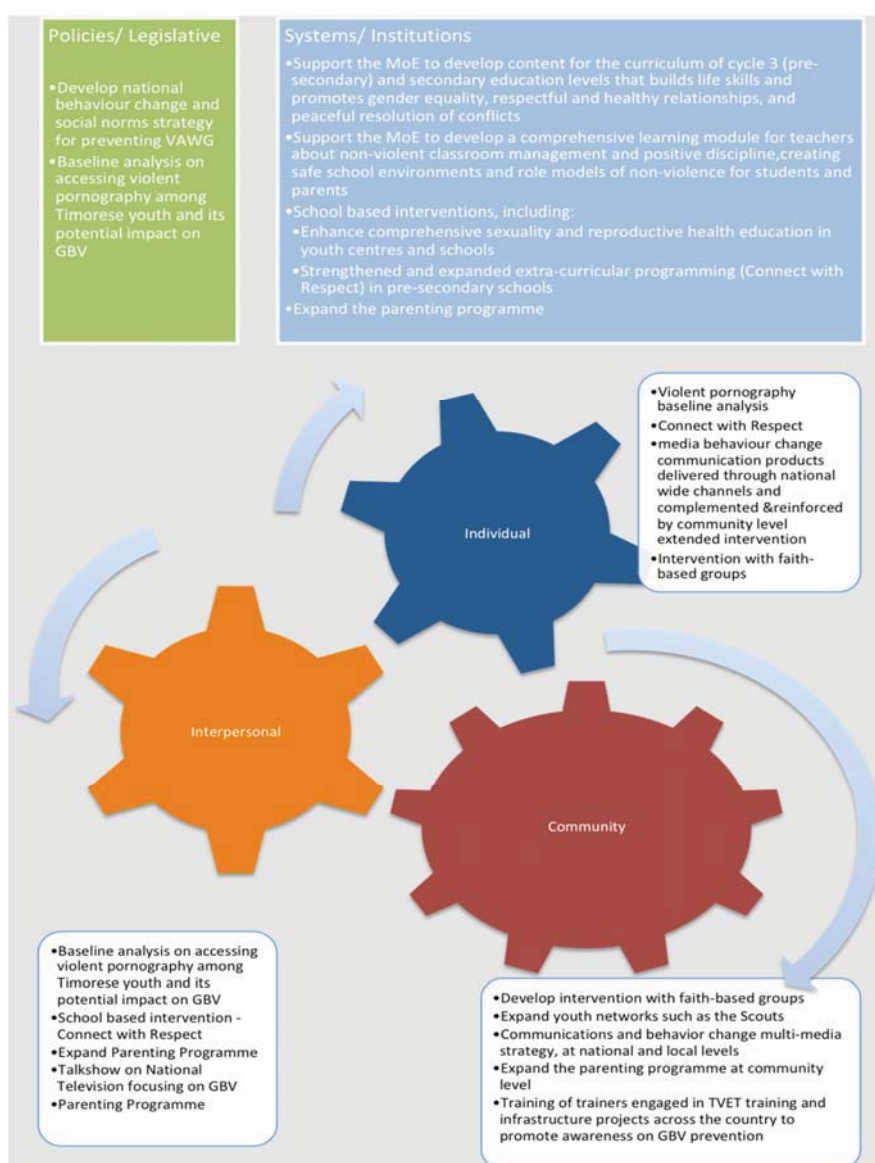 Policies/ Legislative
•Develop national
behaviour change and
social norms strategy
for preventing VAWG
•Baseline analysis on
accessing violent
pornography among
Timorese youth and its
potential impact on
GBV
Systems/ Institutions
•Support the MoE to develop content for the curriculum of cycle 3 (pre-
secondary) and secondary education levels that builds life skills and
promotes gender equality, respectful and healthy relationships, and
peaceful resolution of conflicts
•Support the MoE to develop a comprehensive learning module for teachers
about non-violent classroom management and positive discipline,creating
safe school environments and role models of non-violence for students and
parents
•School based interventions, including:
•Enhance comprehensive sexuality and reproductive health education in
youth centres and schools
•Strengthened and expanded extra-curricular programming (Connect with
Respect) in pre-secondary schools
•Expand the parenting programme
•Violent pornography
baseline analysis
•Connect with Respect
•media behaviour change
communication products
delivered through national
wide channels and
complemented &reinforced
by community level
extended intervention
•Intervention with faith-
based groups
Individual
Interpersonal
Community
•Baseline analysis on accessing
violent pornography among
Timorese youth and its
potential impact on GBV
•School based intervention -
Connect with Respect
•Expand Parenting Programme
•Talkshow on National
Television focusing on GBV
•Parenting Programme
•Develop intervention with faith-based groups
•Expand youth networks such as the Scouts
•Communications and behavior change multi-media
strategy, at national and local levels
•Expand the parenting programme at community
level
•Training of trainers engaged in TVET training and
infrastructure projects across the country to
promote awareness on GBV prevention